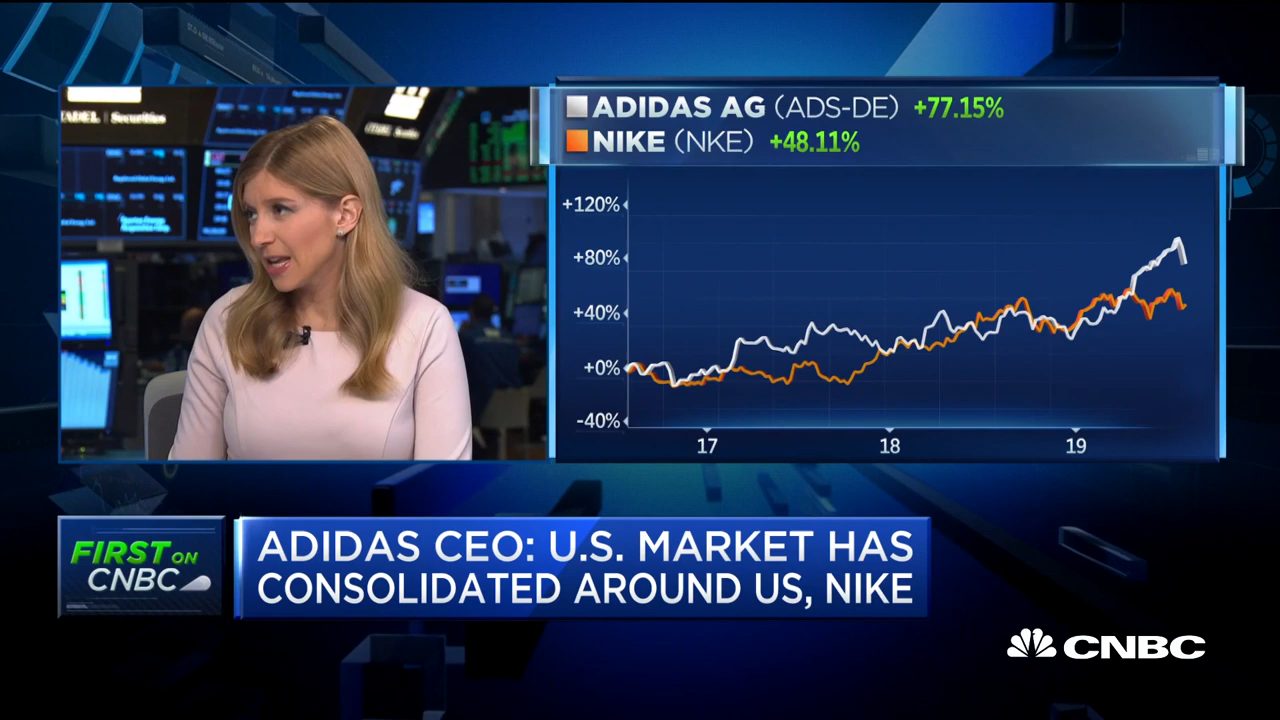 ADIDAS AG (ADS-DE) +77.15%
NIKE (NKE) +48.11%
Securities
+120%
+80%
+40%
+0%
-40%
17 18 19
FIRST ON
CNBC
ADIDAS CEO: U.S. MARKET HAS
CONSOLIDATED AROUND US, NIKE
CNBC